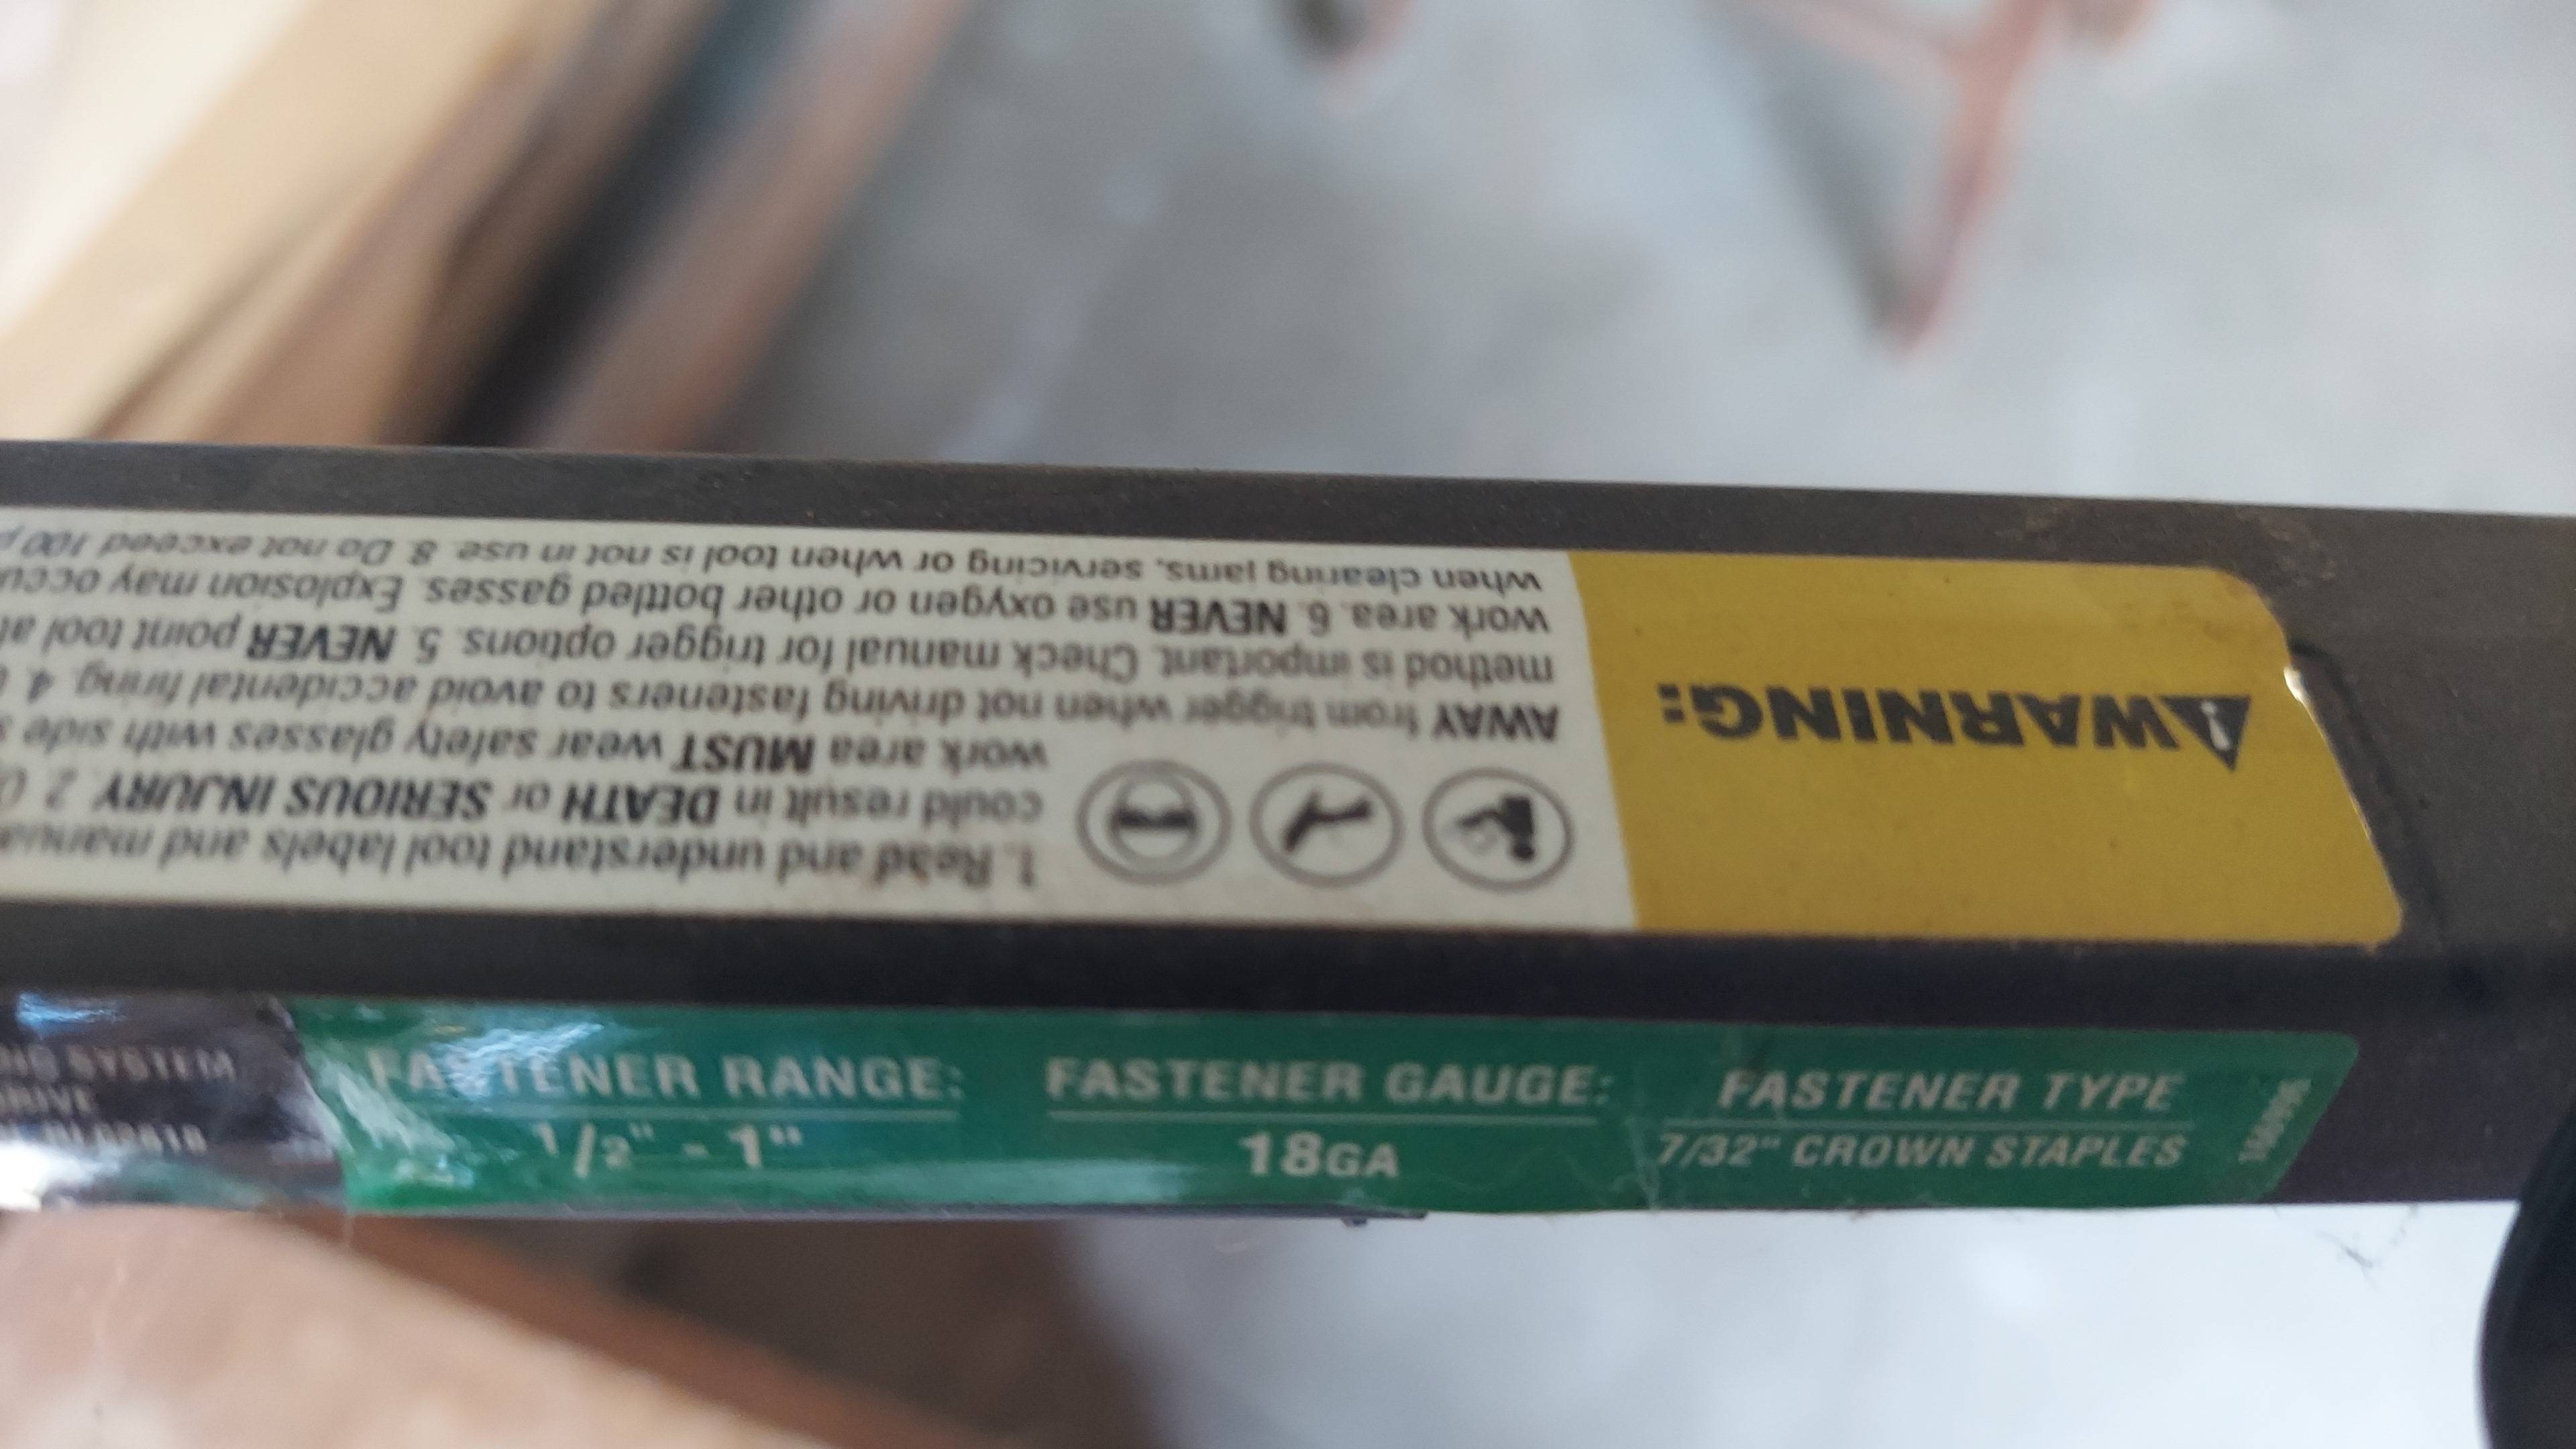 ⚠WARNING:
1. Read and understand tool labels and manua
could result in DEATH or SERIOUS INJURY. 2.
work area MUST wear safety glasses with side
AWAY from trigger when not driving fasteners to avoid accidental firing. 4.
method is important. Check manual for trigger options. 5. NEVER point tool at
work area. 6. NEVER use oxygen or other bottled gasses. Explosion may occu
when clearing jams, servicing, or when tool is not in use. 8. Do not exceed 100 p
SYSTEM
DRIVE
FASTENER RANGE:
1/2" - 1"
FASTENER GAUGE:
18GA
FASTENER TYPE
7/32" CROWN STAPLES